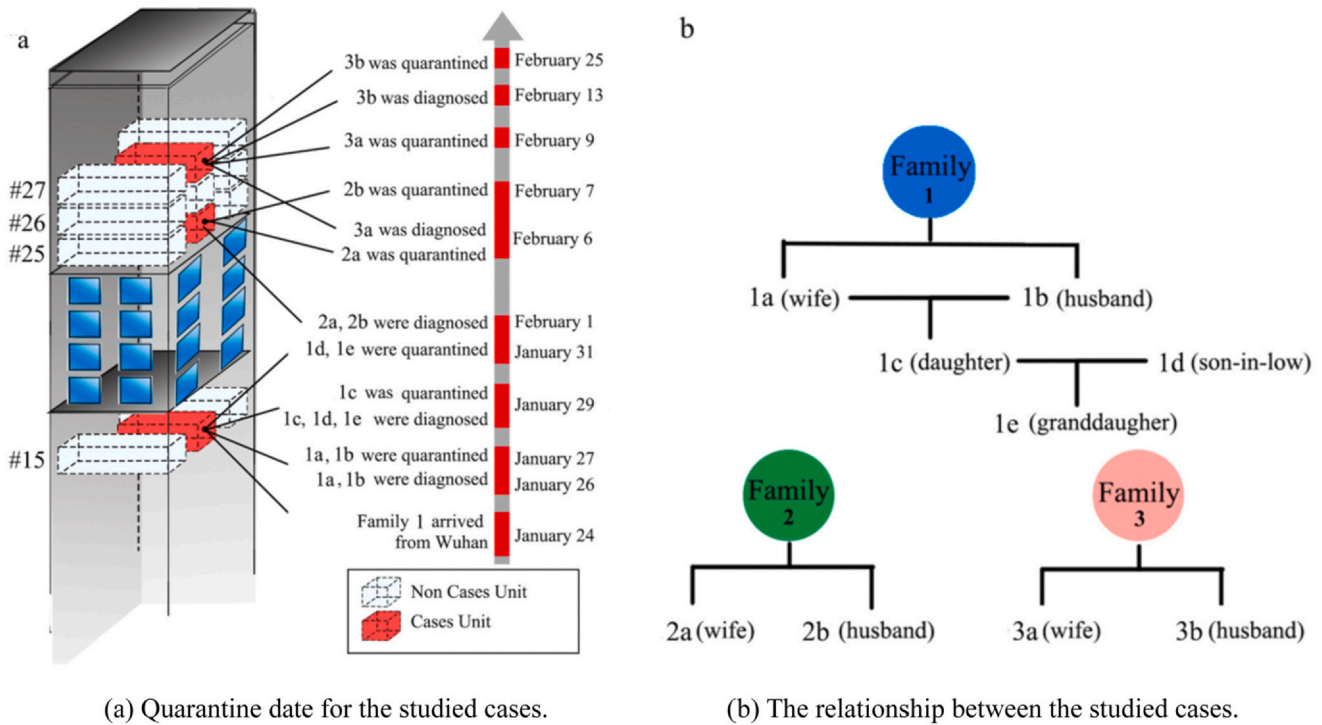 a
3b was quarantined
February 25
3b was diagnosed
February 13
3a was quarantined
February 9
2b was quarantined
February 7
3a was diagnosed
February 6
2a was quarantined
2a, 2b were diagnosed
February 1
1d, 1e were quarantined
January 31
1c was quarantined
January 29
1c, 1d, 1e were diagnosed
1a, 1b were quarantined
January 27
1a, 1b were diagnosed
January 26
Family 1 arrived
from Wuhan
January 24
#27
#26
#25
#15
Non Cases Unit
Cases Unit
b
Family
1
1a (wife)
1b (husband)
1c (daughter)
1d (son-in-low)
1e (granddaugher)
Family
2
Family
3
2a (wife)
2b (husband)
3a (wife)
3b (husband)
(a) Quarantine date for the studied cases.
(b) The relationship between the studied cases.